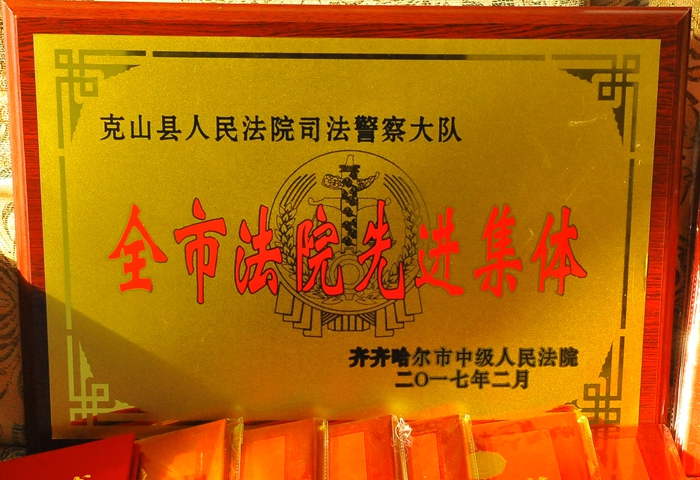 克山县人民法院司法警察大队
全市法院先进集体
齐齐哈尔市中级人民法院
二〇一七年二月